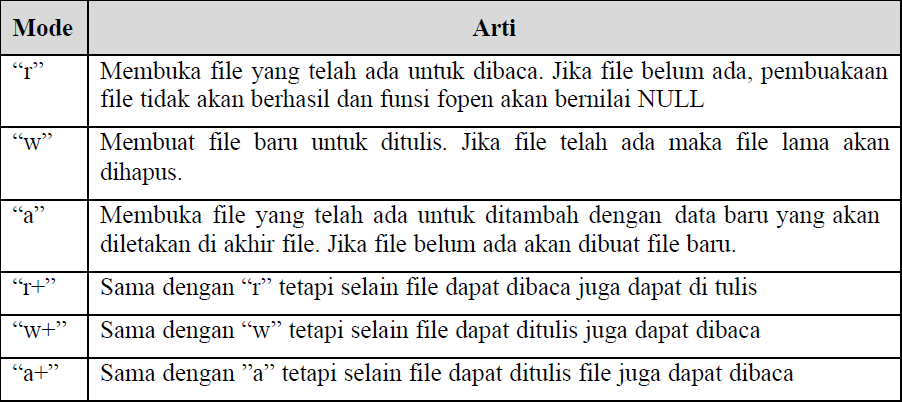 Mode Arti
“r” Membuka file yang telah ada untuk dibaca. Jika file belum ada, pembuakaan
file tidak akan berhasil dan funsi fopen akan bernilai NULL
“w” Membuat file baru untuk ditulis. Jika file telah ada maka file lama akan
dihapus.
“a” Membuka file yang telah ada untuk ditambah dengan data baru yang akan
diletakan di akhir file. Jika file belum ada akan dibuat file baru.
“r+” Sama dengan “r” tetapi selain file dapat dibaca juga dapat di tulis
“w+” Sama dengan “w” tetapi selain file dapat ditulis juga dapat dibaca
“a+” Sama dengan ”a” tetapi selain file dapat ditulis file juga dapat dibaca